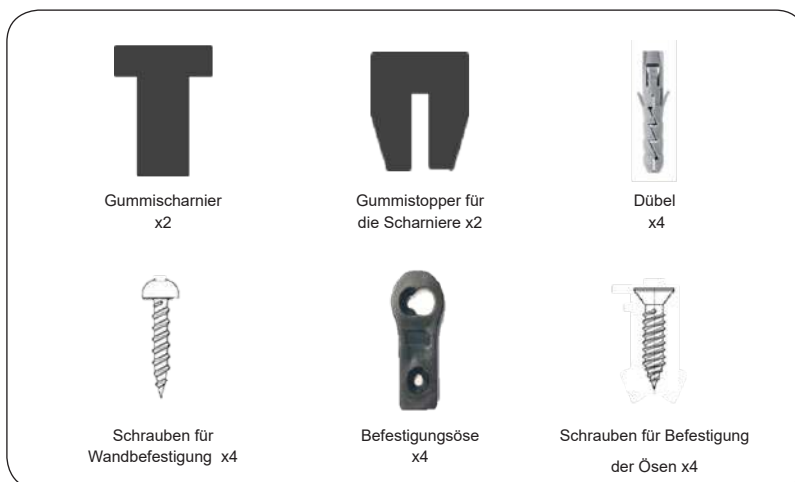 Gummischarnier
x2
Gummistopper für
die Scharniere x2
Dübel
x4
Schrauben für
Wandbefestigung x4
Befestigungsöse
x4
Schrauben für Befestigung
der Ösen x4